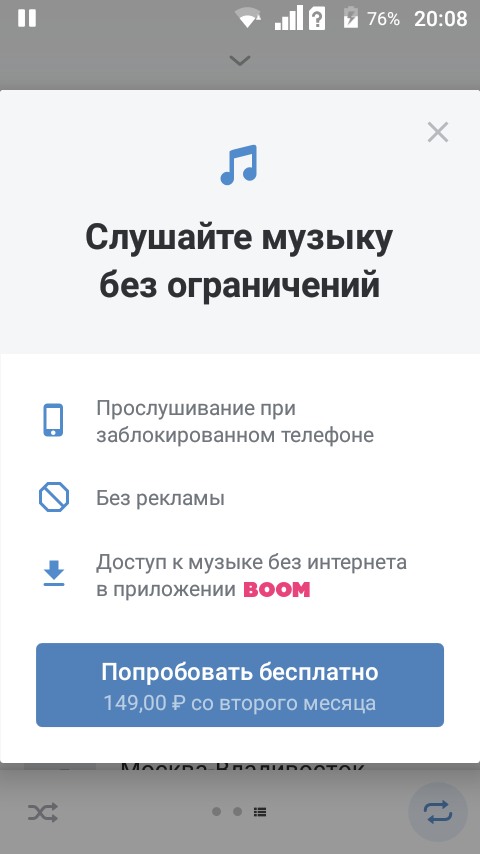 76% 20:08
Слушайте музыку
без ограничений
Прослушивание при
заблокированном телефоне
Без рекламы
Доступ к музыке без интернета
в приложении BOOM
Попробовать бесплатно
149,00 ₽ со второго месяца
Москва-Владивосток